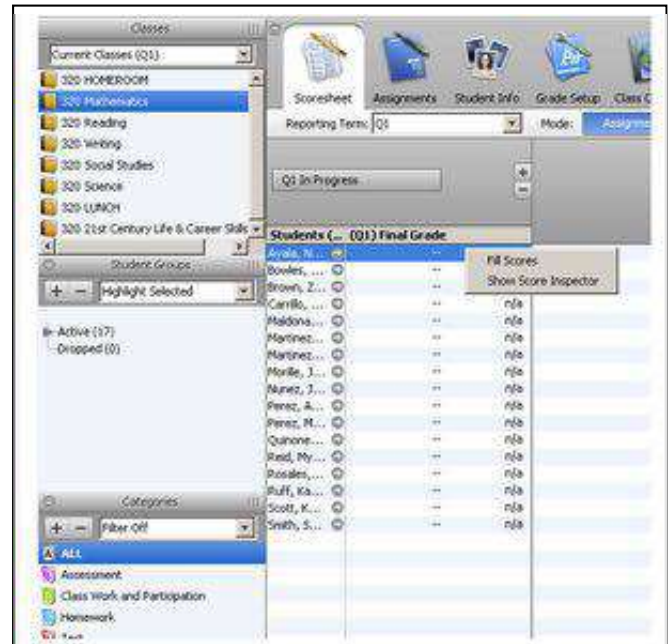 Classes
Current Classes (Q1)
320 HOMEROOM
320 Mathematics
320 Reading
320 Writing
320 Social Studies
320 Science
320 LUNCH
320 21st Century Life & Career Skills
Student Groups
+ - Highlight Selected
Active (17)
Dropped (0)
Categories
+ - Filter Off
ALL
Assessment
Class Work and Participation
Homework
Test
Scoresheet Assignments Student Info Grade Setup Class
Reporting Term: Q1 Mode:
Q1 In Progress
+
-
Students (... (Q1) Final Grade
Ayala, N... --
Fill Scores
Show Score Inspector
Bowles, ... --
Brown, Z... --
Carrillo, ... -- n/a
Maldona... -- n/a
Martinez... -- n/a
Martinez... -- n/a
Morille, J... -- n/a
Nunez, J... -- n/a
Perez, A... -- n/a
Perez, M... -- n/a
Quinone... -- n/a
Reid, My... -- n/a
Rosales,... -- n/a
Ruff, Ka... -- n/a
Scott, K... -- n/a
Smith, S... -- n/a